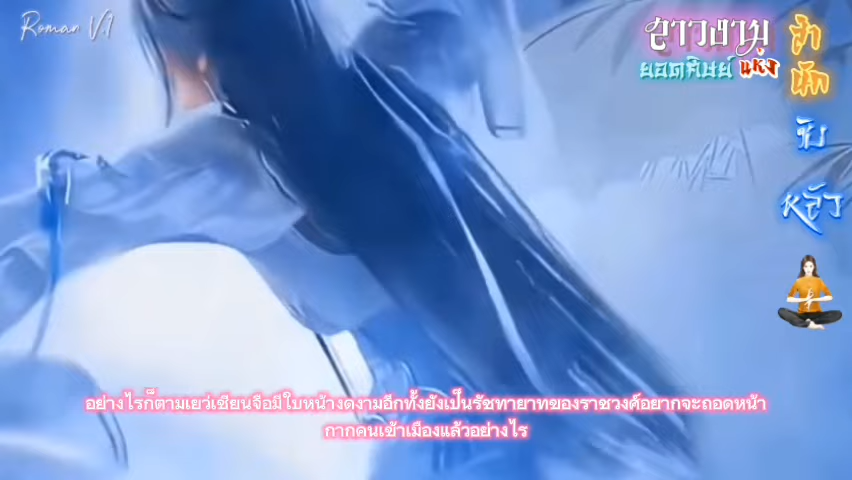 Roman V.1
สาวงาม
ยอดศิษย์ แห่ง
สำ
นัก
ซิบ
หลัว
อย่างไรก็ตามเยว่เชียนจือมีใบหน้างดงามอีกทั้งยังเป็นรัชทายาทของราชวงศ์อยากจะถอดหน้า
กากคนเข้าเมืองแล้วอย่างไร